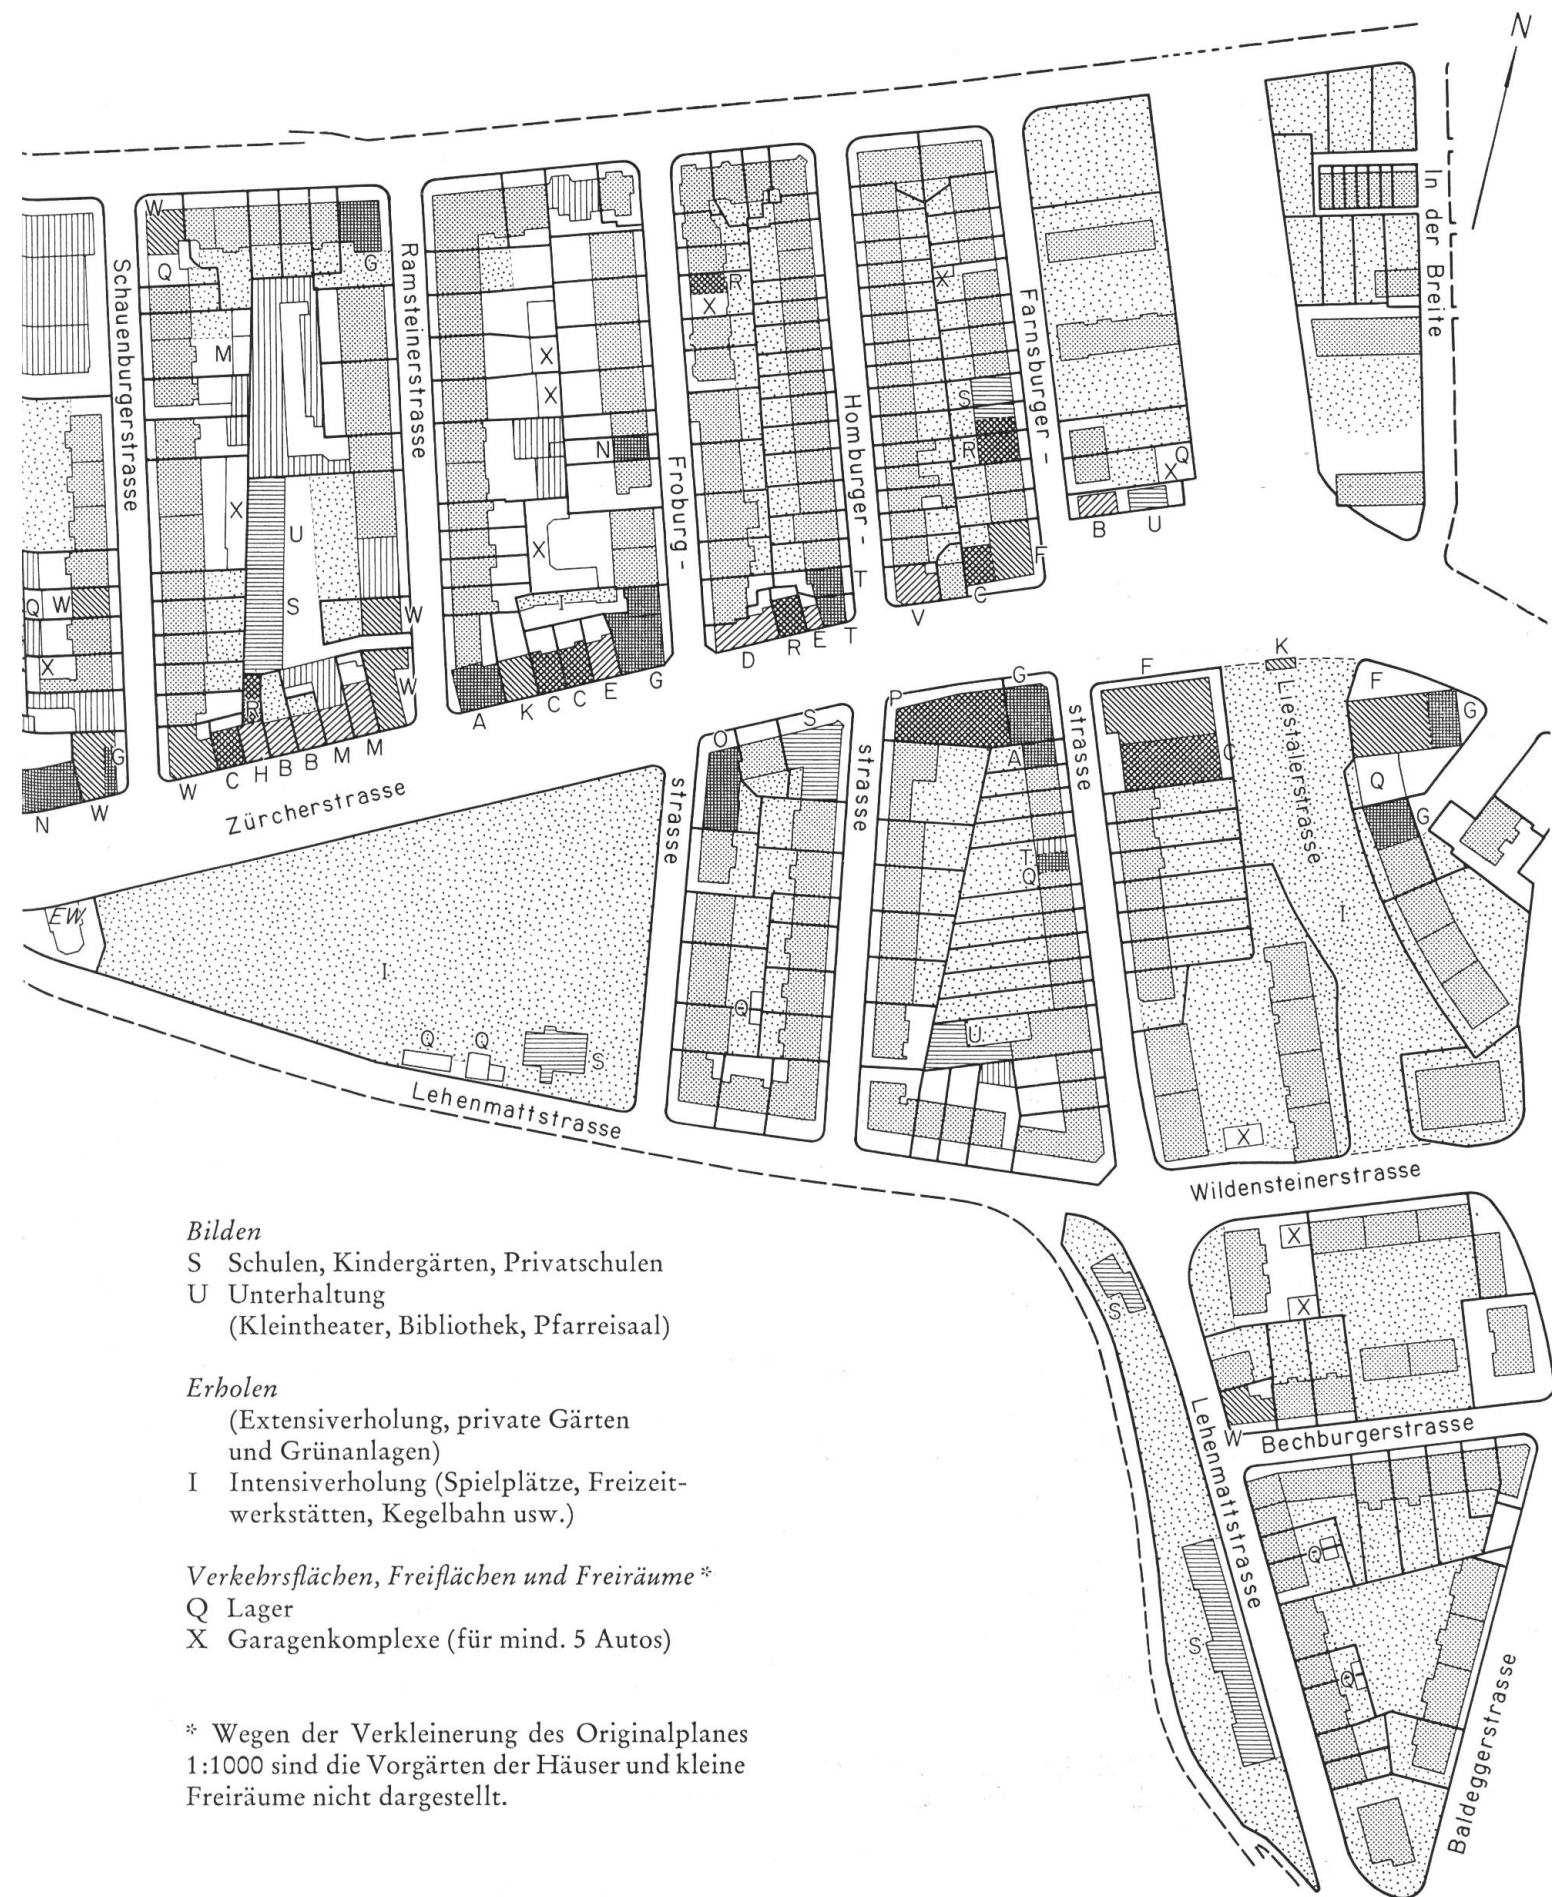 N
In der Breite
W
Q
G
Schauenburgerstrasse
Ramsteinerstrasse
M
X
U
S
X
X
X
N
I
Froburg-
R
X
Homburger-
X
S
R
Farnsburger-
Q
X
B
U
Q
W
X
W
W
R
T
F
G
N
W
W
C
H
B
B
M
M
A
K
C
C
E
G
D
R
E
T
V
C
Zürcherstrasse
EW
I
Q
Q
S
Lehenmattstrasse
strasse
O
S
Q
strasse
P
G
A
T
Q
U
strasse
F
C
K
Liestalerstrasse
I
X
F
G
Q
G
Wildensteinerstrasse
X
X
S
W
Bechburgerstrasse
Lehenmattstrasse
Q
S
Q
Baldeggerstrasse
Bilden
S Schulen, Kindergärten, Privatschulen
U Unterhaltung
(Kleintheater, Bibliothek, Pfarreisaal)
Erholen
(Extensiverholung, private Gärten
und Grünanlagen)
I Intensiverholung (Spielplätze, Freizeit-
werkstätten, Kegelbahn usw.)
Verkehrsflächen, Freiflächen und Freiräume *
Q Lager
X Garagenkomplexe (für mind. 5 Autos)
* Wegen der Verkleinerung des Originalplanes
1:1000 sind die Vorgärten der Häuser und kleine
Freiräume nicht dargestellt.